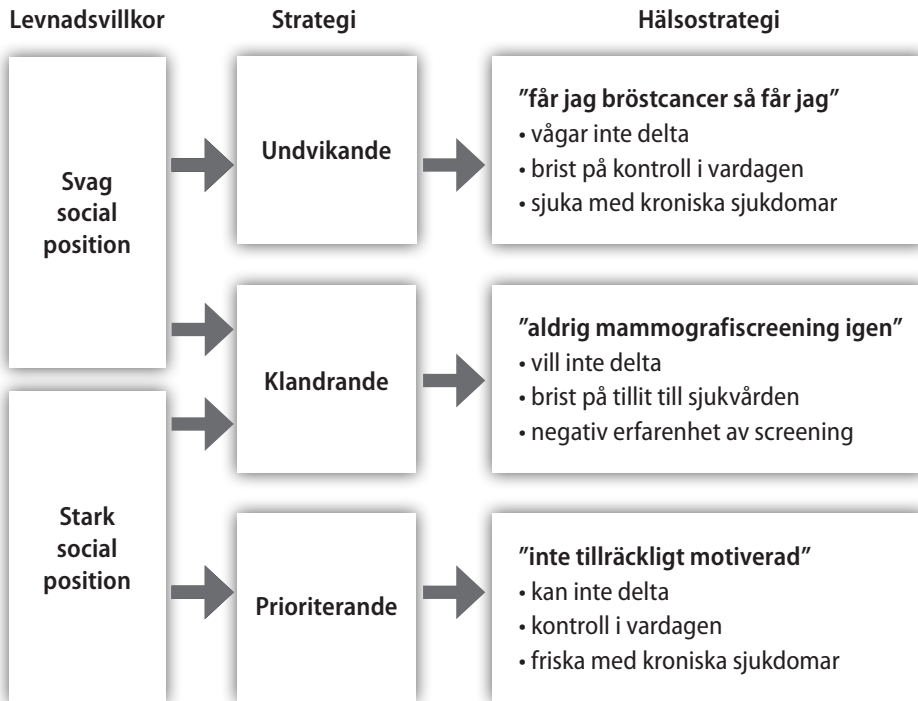 Levnadsvillkor
Strategi
Hälsostrategi
Svag
social
position
Undvikande
”får jag bröstcancer så får jag”
• vågar inte delta
• brist på kontroll i vardagen
• sjuka med kroniska sjukdomar
Klandrande
”aldrig mammografiscreening igen”
• vill inte delta
• brist på tillit till sjukvården
• negativ erfarenhet av screening
Stark
social
position
Prioriterande
”inte tillräckligt motiverad”
• kan inte delta
• kontroll i vardagen
• friska med kroniska sjukdomar